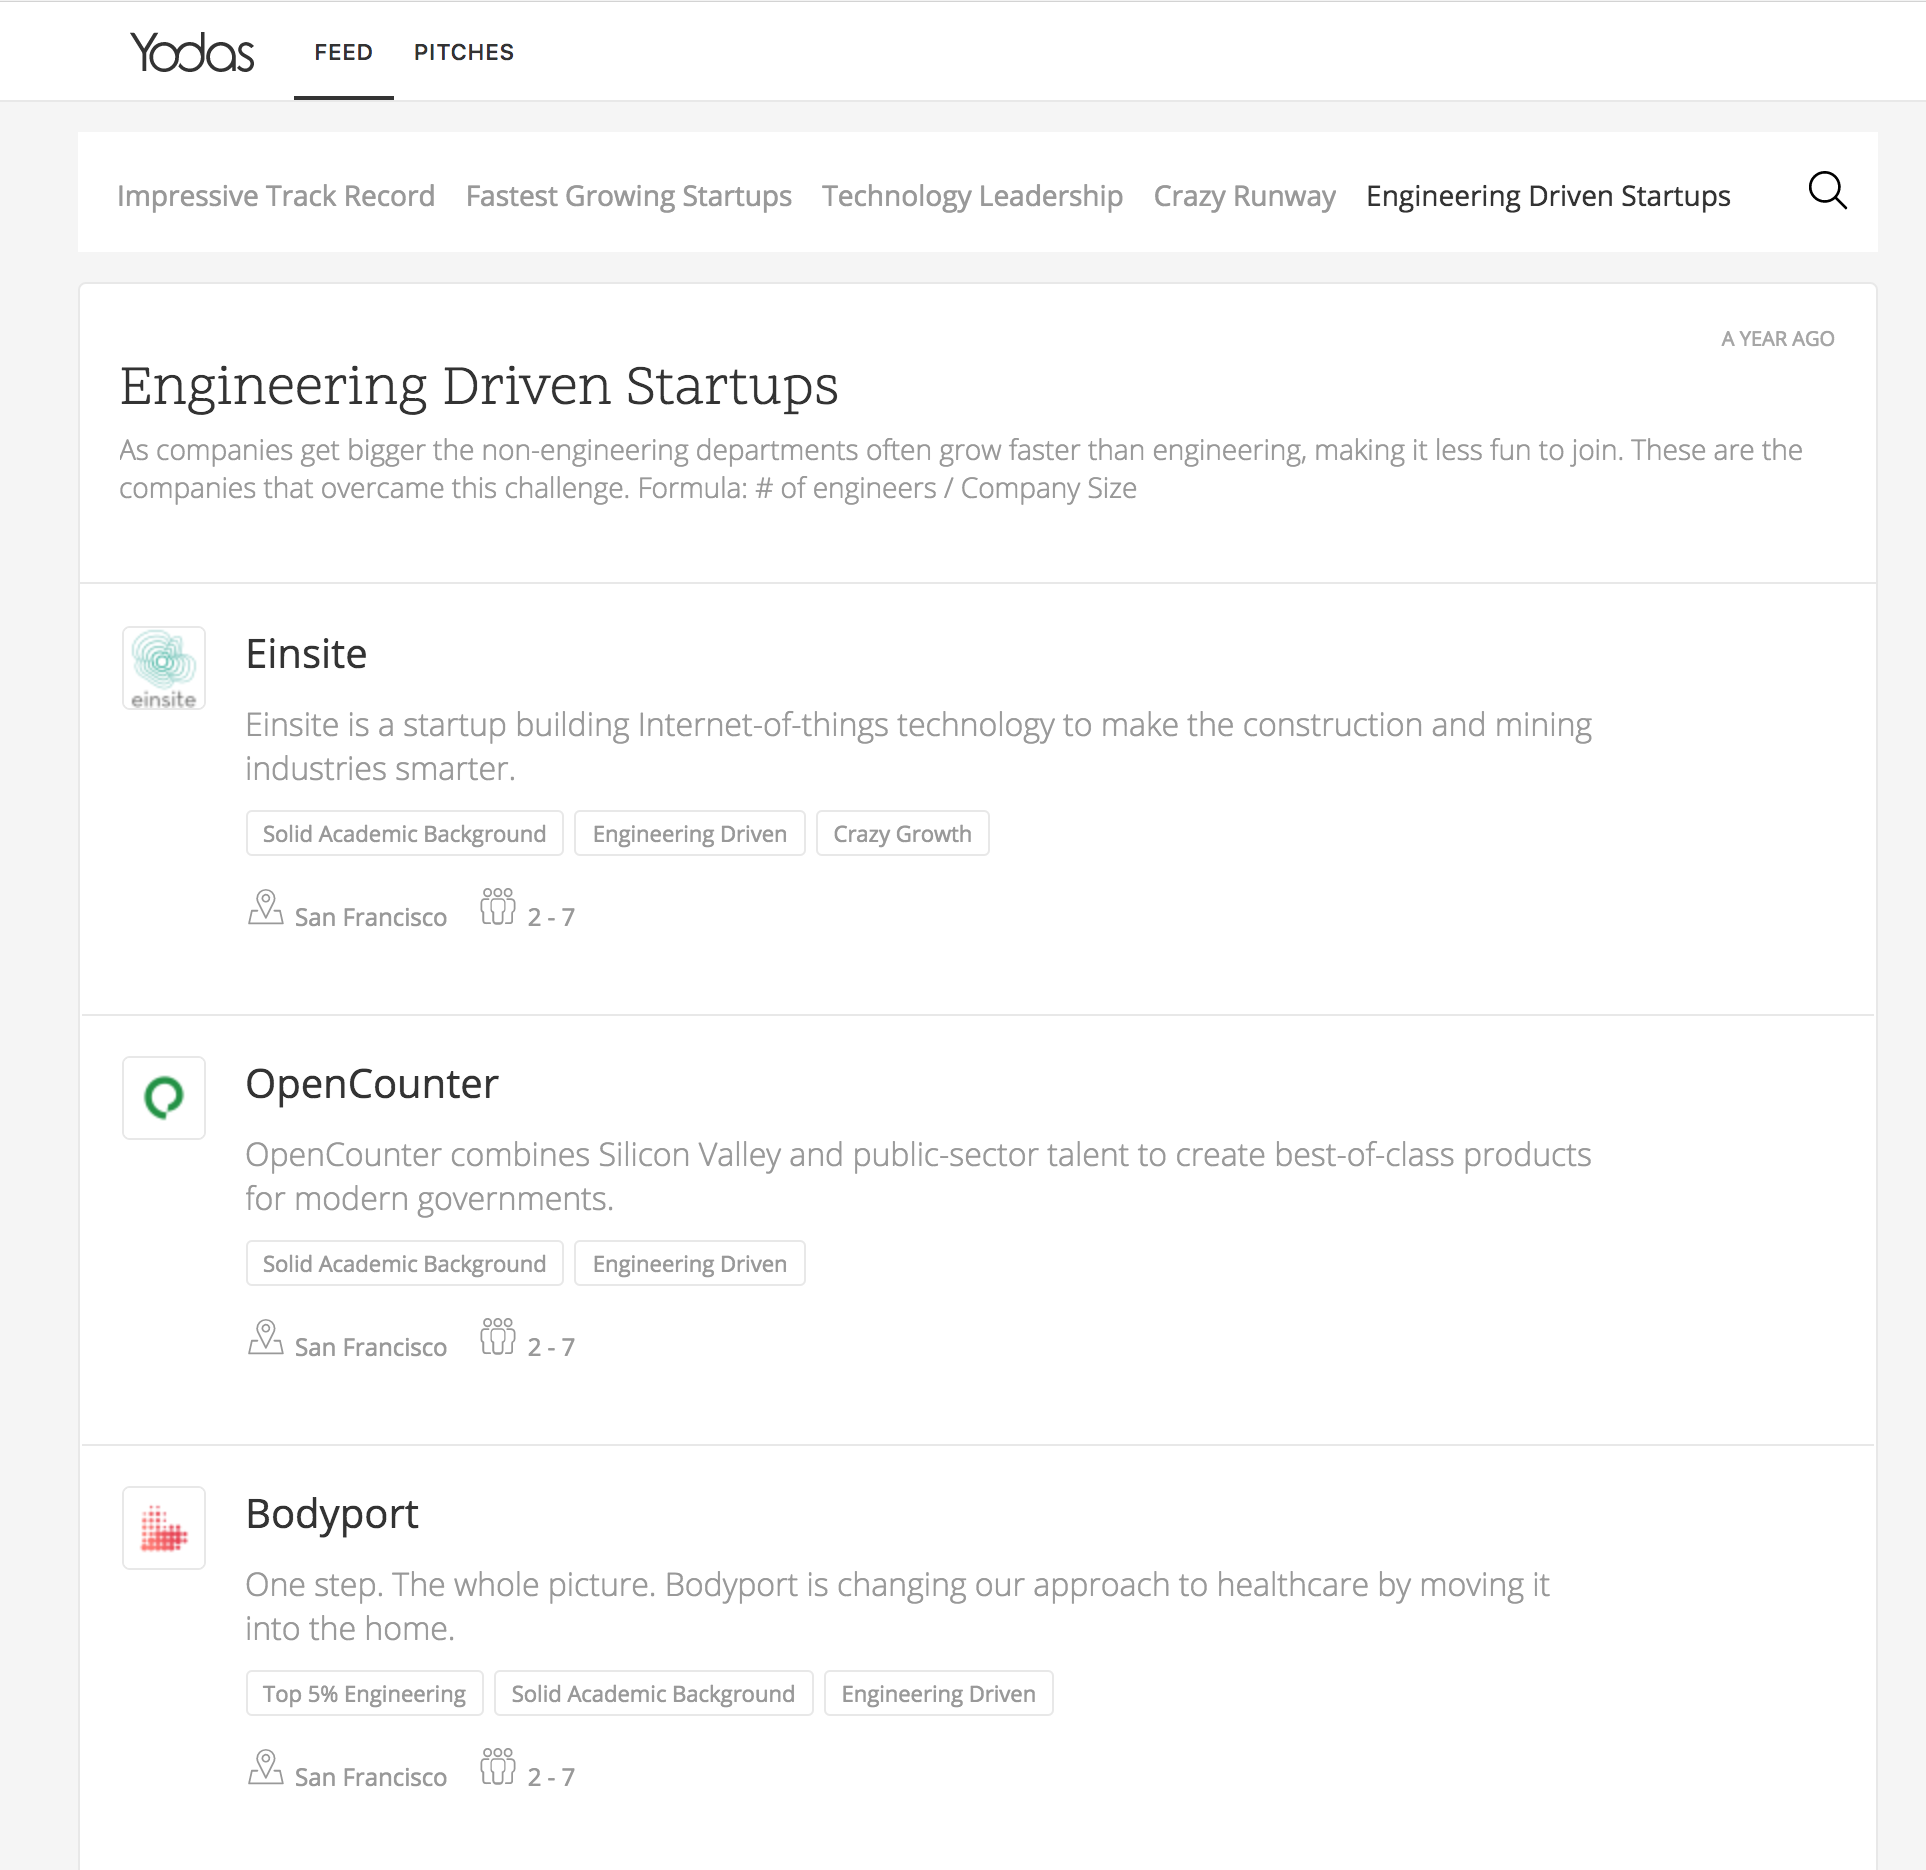 Yodas FEED PITCHES
Impressive Track Record Fastest Growing Startups Technology Leadership Crazy Runway Engineering Driven Startups
A YEAR AGO
Engineering Driven Startups
As companies get bigger the non-engineering departments often grow faster than engineering, making it less fun to join. These are the
companies that overcame this challenge. Formula: # of engineers / Company Size
einsite
Einsite
Einsite is a startup building Internet-of-things technology to make the construction and mining
industries smarter.
Solid Academic Background Engineering Driven Crazy Growth
San Francisco 2 - 7
OpenCounter
OpenCounter combines Silicon Valley and public-sector talent to create best-of-class products
for modern governments.
Solid Academic Background Engineering Driven
San Francisco 2 - 7
Bodyport
One step. The whole picture. Bodyport is changing our approach to healthcare by moving it
into the home.
Top 5% Engineering Solid Academic Background Engineering Driven
San Francisco 2 - 7